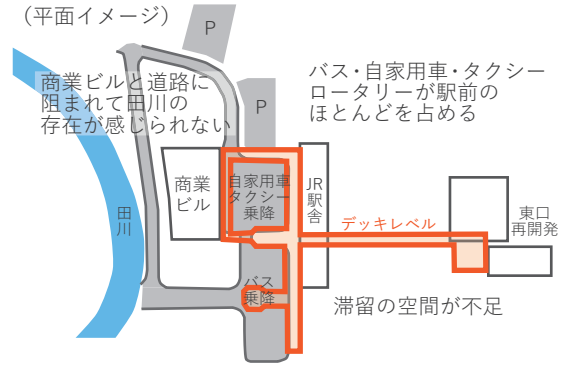 （平面イメージ）
P
商業ビルと道路に
阻まれて田川の
存在が感じられない
バス・自家用車・タクシー
ロータリーが駅前の
ほとんどを占める
P
商業
ビル
自家用車
タクシー
乗降
JR
駅
舎
田
川
デッキレベル
東口
再開発
バス
乗降
滞留の空間が不足